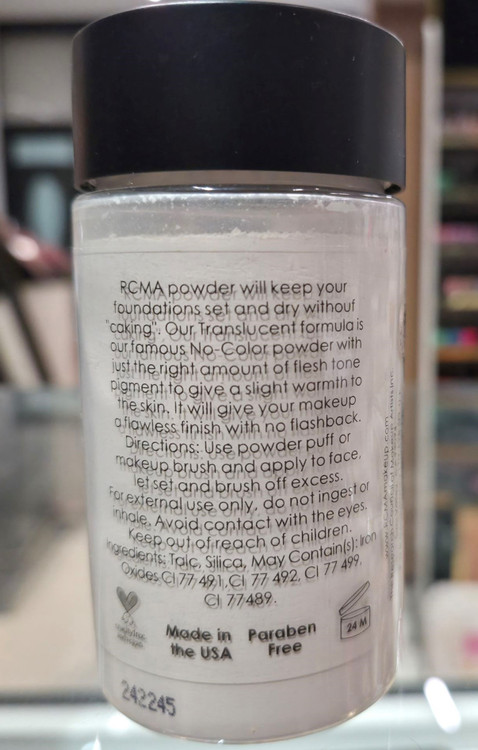 RCMA powder will keep your
foundations set and dry without
"caking". Our Translucent formula is
our famous No-Color powder with
just the right amount of flesh tone
pigment to give a slight warmth to
the skin. It will give your makeup
a flawless finish with no flashback.
Directions: Use powder puff or
makeup brush and apply to face,
let set and brush off excess.
For external use only, do not ingest or
inhale. Avoid contact with the eyes.
Keep out of reach of children.
Ingredients: Talc, Silica, May Contain(s): Iron
Oxides CI 77 491, CI 77 492, CI 77 499,
CI 77489.
Made in
the USA
Paraben
Free
24 M
242245